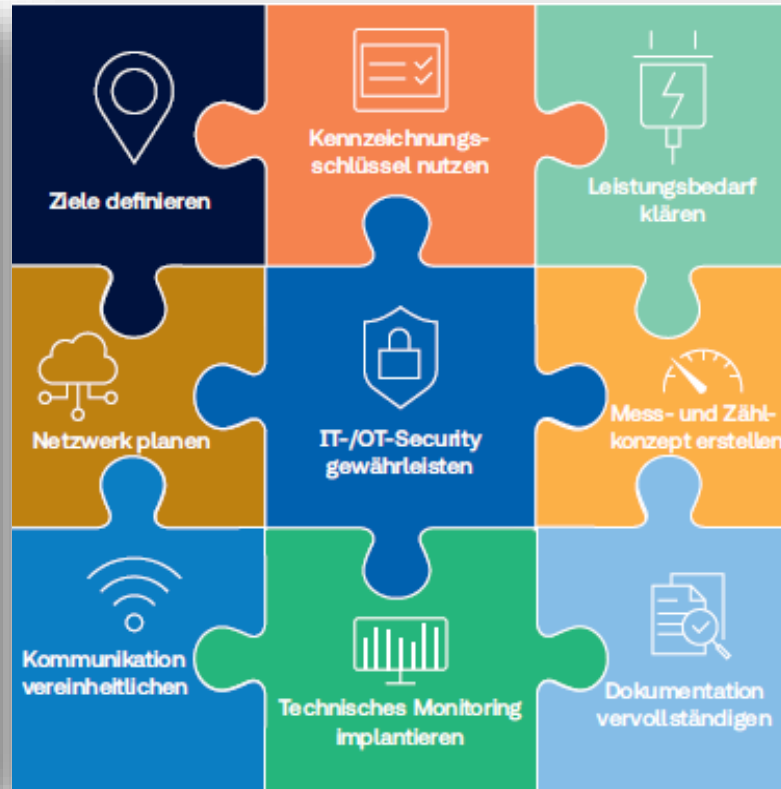 Ziele definieren
Kennzeichnungs-
schlüssel nutzen
Leistungsbedarf
klären
Netzwerk planen
IT-/OT-Security
gewährleisten
Mess- und Zähl-
konzept erstellen
Kommunikation
vereinheitlichen
Technisches Monitoring
implantieren
Dokumentation
vervollständigen